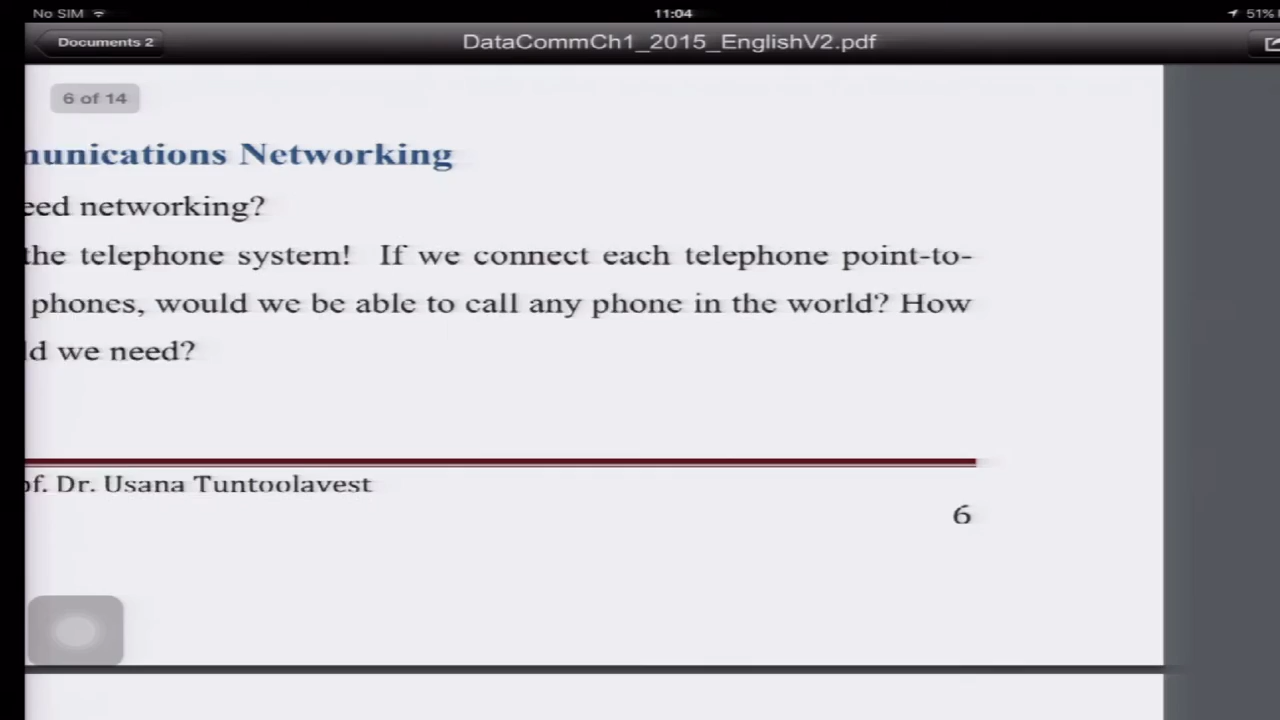 No SIM
11:04
51%
Documents 2
DataCommCh1_2015_EnglishV2.pdf
6 of 14
munications Networking
eed networking?
the telephone system! If we connect each telephone point-to-
phones, would we be able to call any phone in the world? How
ld we need?
of. Dr. Usana Tuntoolavest
6